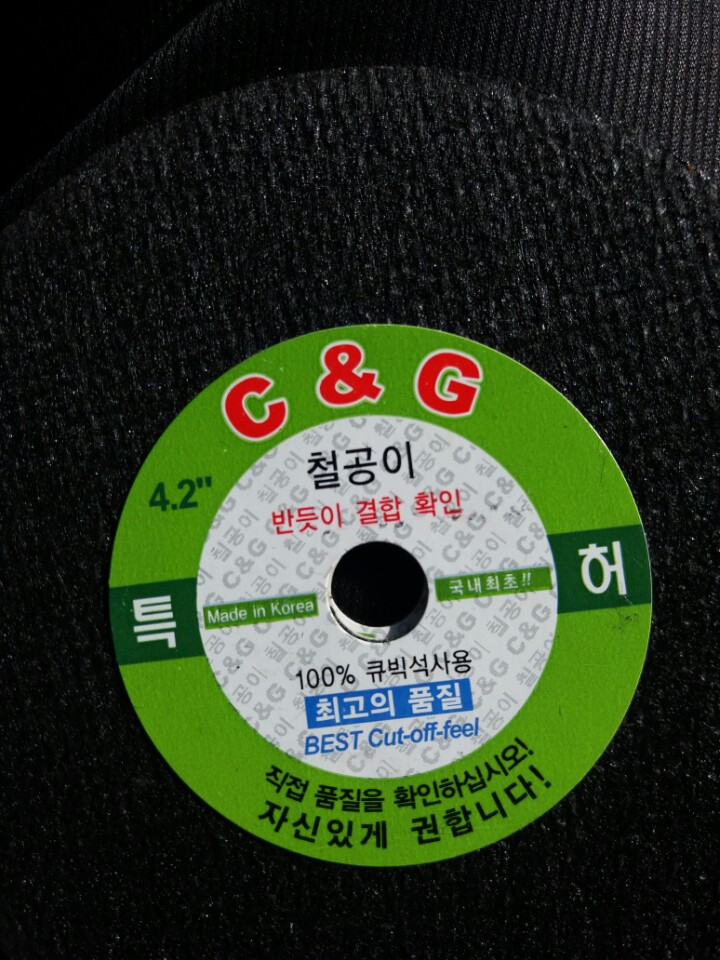 C & G
4.2"
철공이
반듯이 결합 확인
특 허
Made in Korea
국내최초!!
100% 큐빅석사용
최고의 품질
BEST Cut-off-feel
직접 품질을 확인하십시오!
자신있게 권합니다!